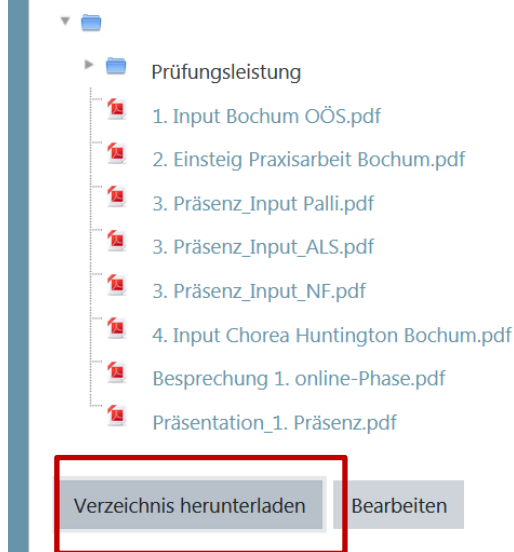 Prüfungsleistung
1. Input Bochum OÖS.pdf
2. Einsteig Praxisarbeit Bochum.pdf
3. Präsenz_Input Palli.pdf
3. Präsenz_Input_ALS.pdf
3. Präsenz_Input_NF.pdf
4. Input Chorea Huntington Bochum.pdf
Besprechung 1. online-Phase.pdf
Präsentation_1. Präsenz.pdf
Verzeichnis herunterladen Bearbeiten